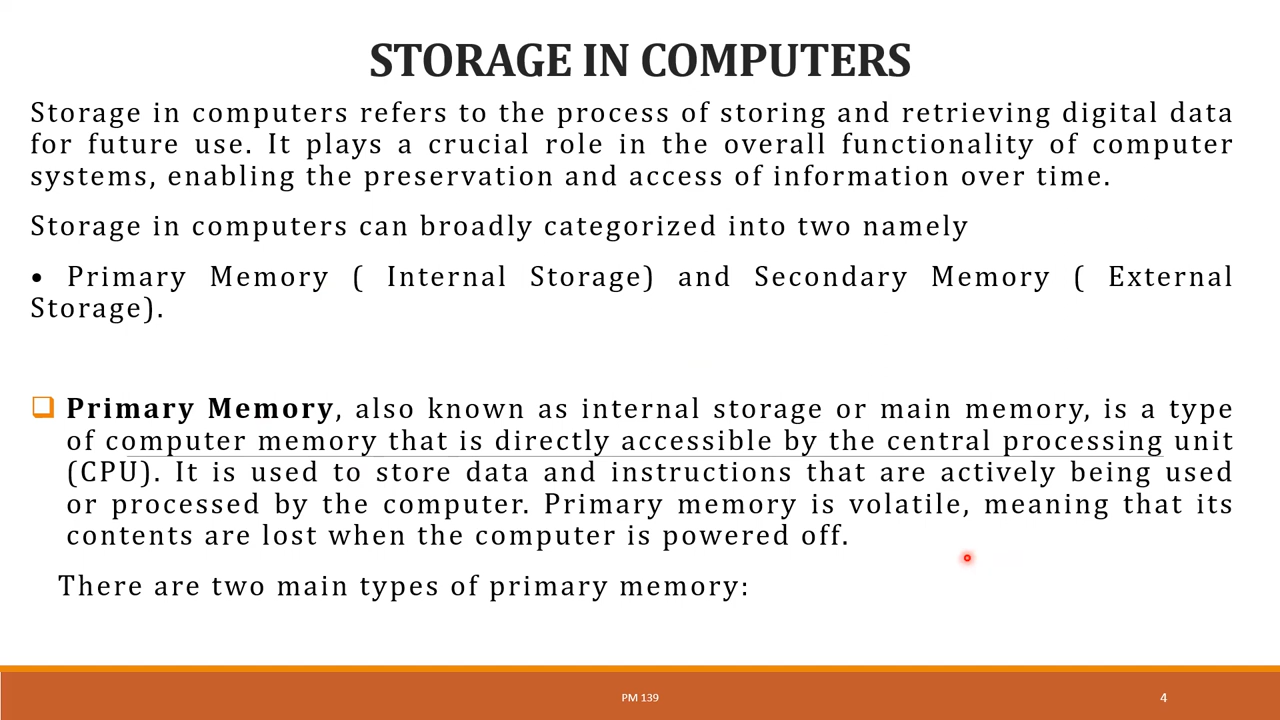 STORAGE IN COMPUTERS
Storage in computers refers to the process of storing and retrieving digital data
for future use. It plays a crucial role in the overall functionality of computer
systems, enabling the preservation and access of information over time.
Storage in computers can broadly categorized into two namely
• Primary Memory ( Internal Storage) and Secondary Memory ( External
Storage).
❑ Primary Memory, also known as internal storage or main memory, is a type
of computer memory that is directly accessible by the central processing unit
(CPU). It is used to store data and instructions that are actively being used
or processed by the computer. Primary memory is volatile, meaning that its
contents are lost when the computer is powered off.
There are two main types of primary memory:
PM 139
4